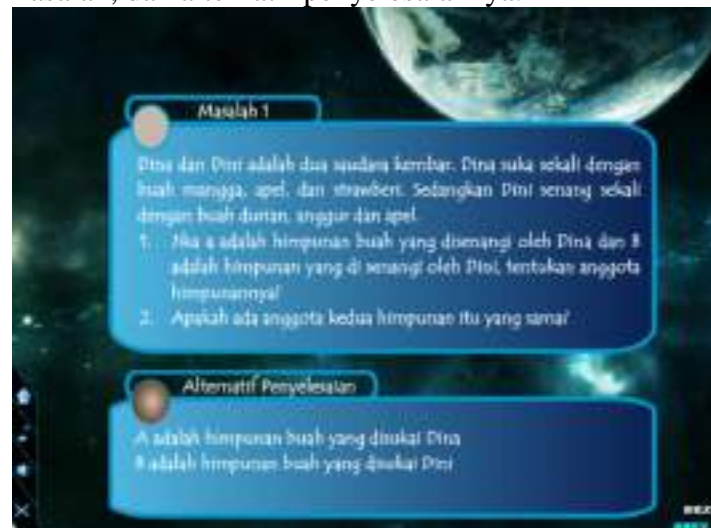 Masalah 1
Dina dan Dini adalah dua saudara kembar. Dina suka sekali dengan
buah mangga, apel, dan strawberi. Sedangkan Dini senang sekali
dengan buah durian, anggur dan apel.
1. Jika a adalah himpunan buah yang disenangi oleh Dina dan B
adalah himpunan yang di senangi oleh Dini, tentukan anggota
himpunannya!
2. Apakah ada anggota kedua himpunan itu yang sama?
Alternatif Penyelesaian
A adalah himpunan buah yang disukai Dina
B adalah himpunan buah yang disukai Dini